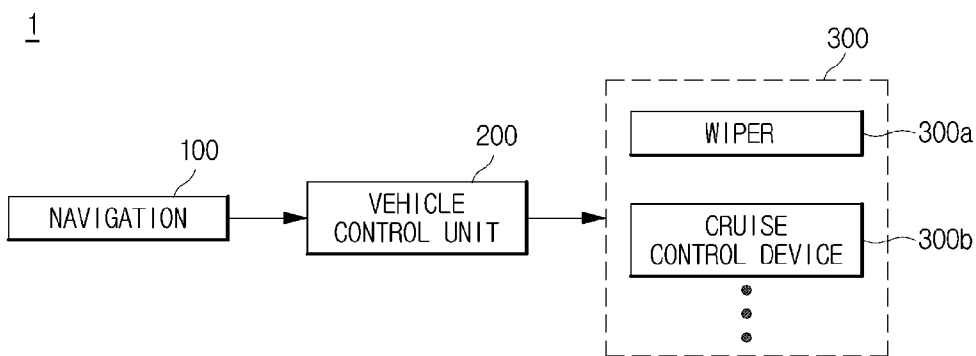 1
300
WIPER
300a
100
200
NAVIGATION
VEHICLE
CONTROL UNIT
CRUISE
CONTROL DEVICE
300b